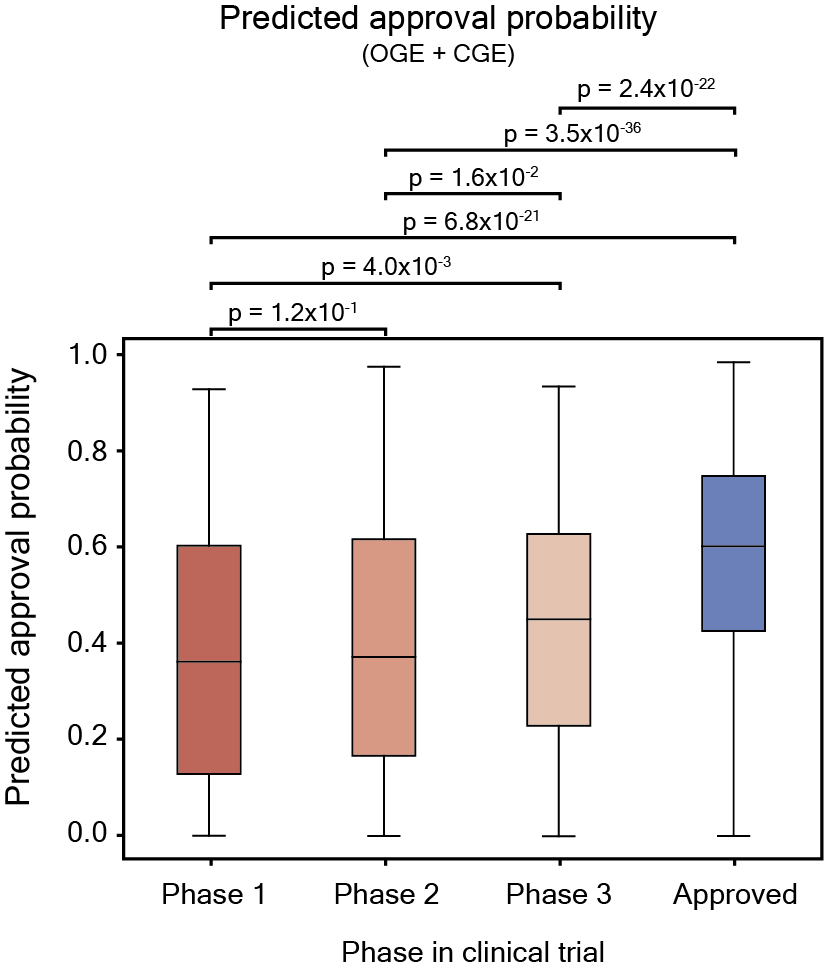 Predicted approval probability
(OGE + CGE)
p = 2.4x10⁻²²
p = 3.5x10⁻³⁶
p = 1.6x10⁻²
p = 6.8x10⁻²¹
p = 4.0x10⁻³
p = 1.2x10⁻¹
Predicted approval probability
1.0
0.8
0.6
0.4
0.2
0.0
Phase 1 Phase 2 Phase 3 Approved
Phase in clinical trial